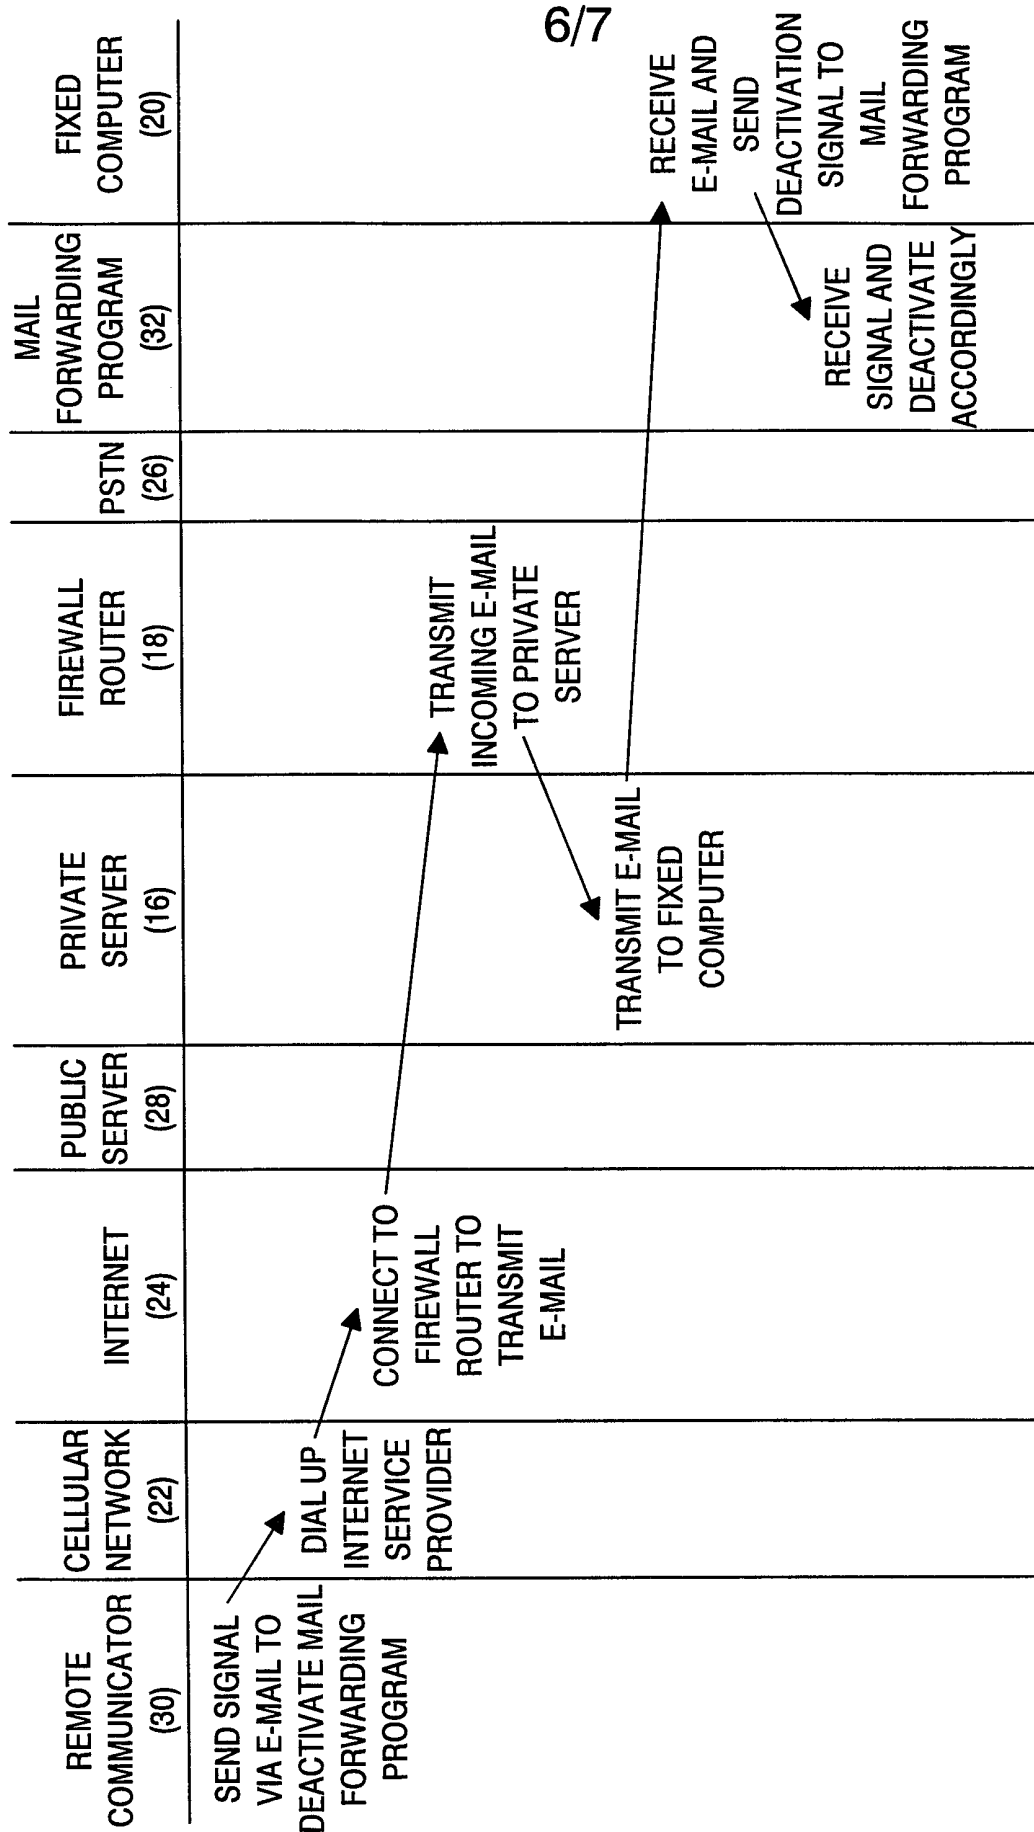 6/7
REMOTE
COMMUNICATOR
(30)
CELLULAR
NETWORK
(22)
INTERNET
(24)
PUBLIC
SERVER
(28)
PRIVATE
SERVER
(16)
FIREWALL
ROUTER
(18)
PSTN
(26)
MAIL
FORWARDING
PROGRAM
(32)
FIXED
COMPUTER
(20)
SEND SIGNAL
VIA E-MAIL TO
DEACTIVATE MAIL
FORWARDING
PROGRAM
DIAL UP
INTERNET
SERVICE
PROVIDER
CONNECT TO
FIREWALL
ROUTER TO
TRANSMIT
E-MAIL
TRANSMIT
INCOMING E-MAIL
TO PRIVATE
SERVER
TRANSMIT E-MAIL
TO FIXED
COMPUTER
RECEIVE
E-MAIL AND
SEND
DEACTIVATION
SIGNAL TO
MAIL
FORWARDING
PROGRAM
RECEIVE
SIGNAL AND
DEACTIVATE
ACCORDINGLY